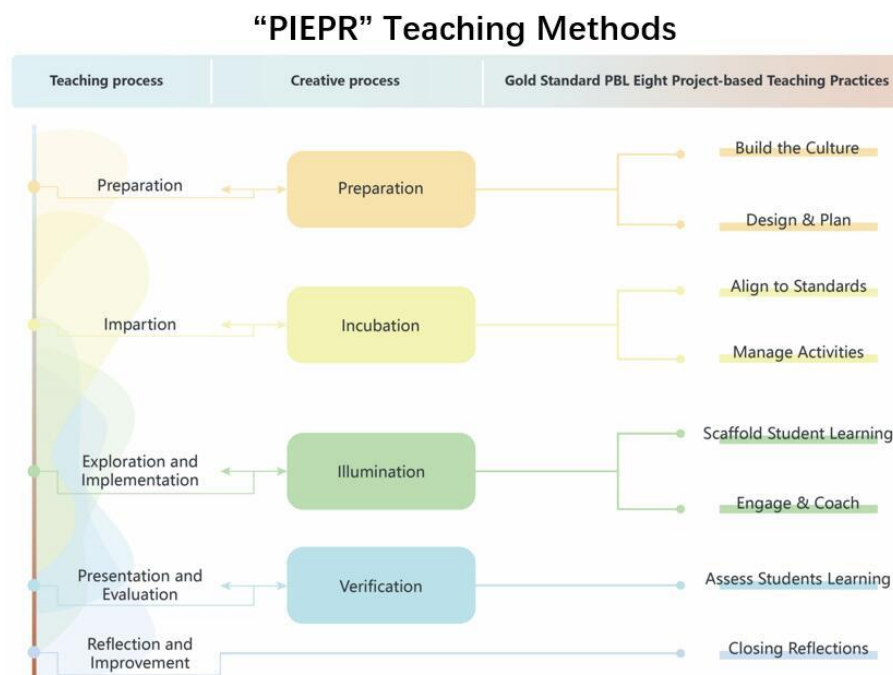 “PIEPR” Teaching Methods
Teaching process
Creative process
Gold Standard PBL Eight Project-based Teaching Practices
Preparation
Preparation
Build the Culture
Design & Plan
Impartion
Incubation
Align to Standards
Manage Activities
Exploration and
Implementation
Illumination
Scaffold Student Learning
Engage & Coach
Presentation and
Evaluation
Verification
Assess Students Learning
Reflection and
Improvement
Closing Reflections